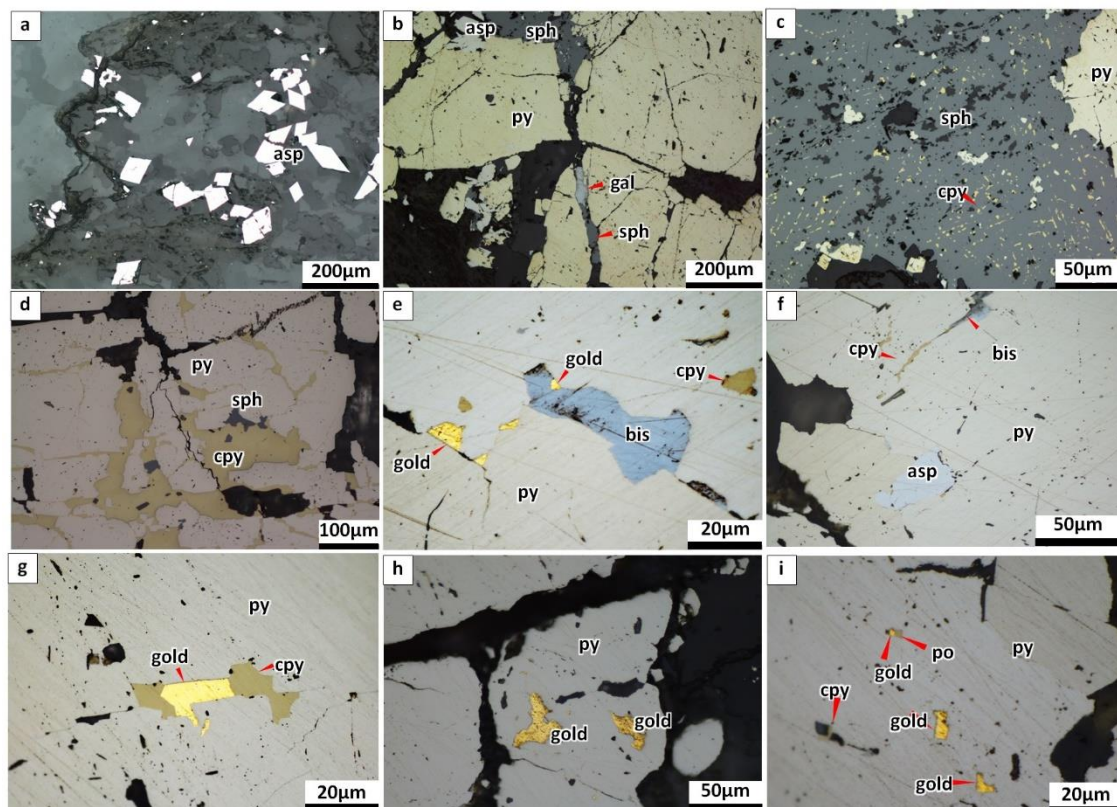 a
asp
200µm
b
asp
sph
py
gal
sph
200µm
c
py
sph
cpy
50µm
d
py
sph
cpy
100µm
e
gold
cpy
bis
gold
py
20µm
f
cpy
bis
py
asp
50µm
g
py
gold
cpy
20µm
h
py
gold
gold
50µm
i
po
py
gold
cpy
gold
gold
20µm